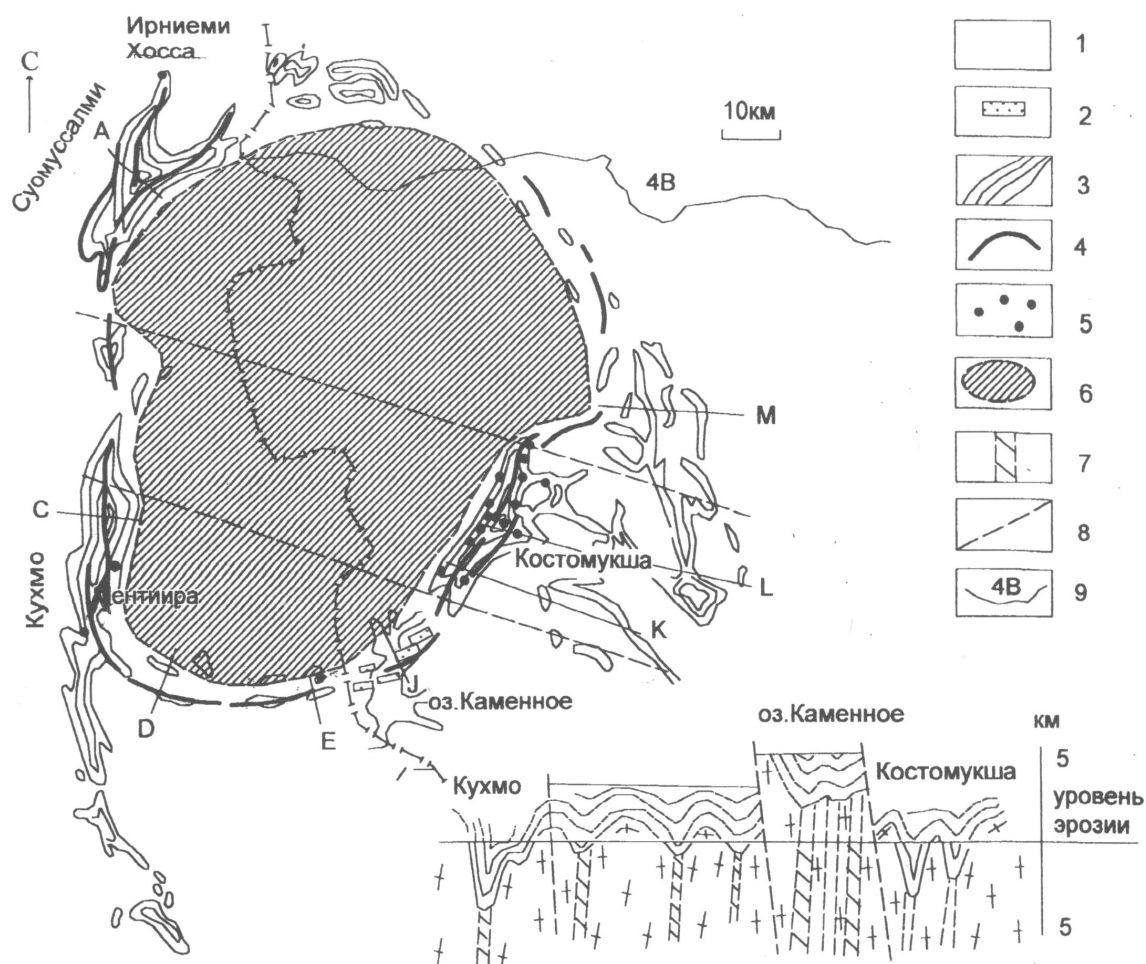 Ирниеми
Хосса
С
Суомуссалми
A
10км
4В
1
2
3
4
5
6
7
8
4В 9
M
C
Костомукша
L
Кухмо
ентиира
K
J
оз.Каменное
D
E
оз.Каменное
км
Кухмо
Костомукша
5
уровень
эрозии
5